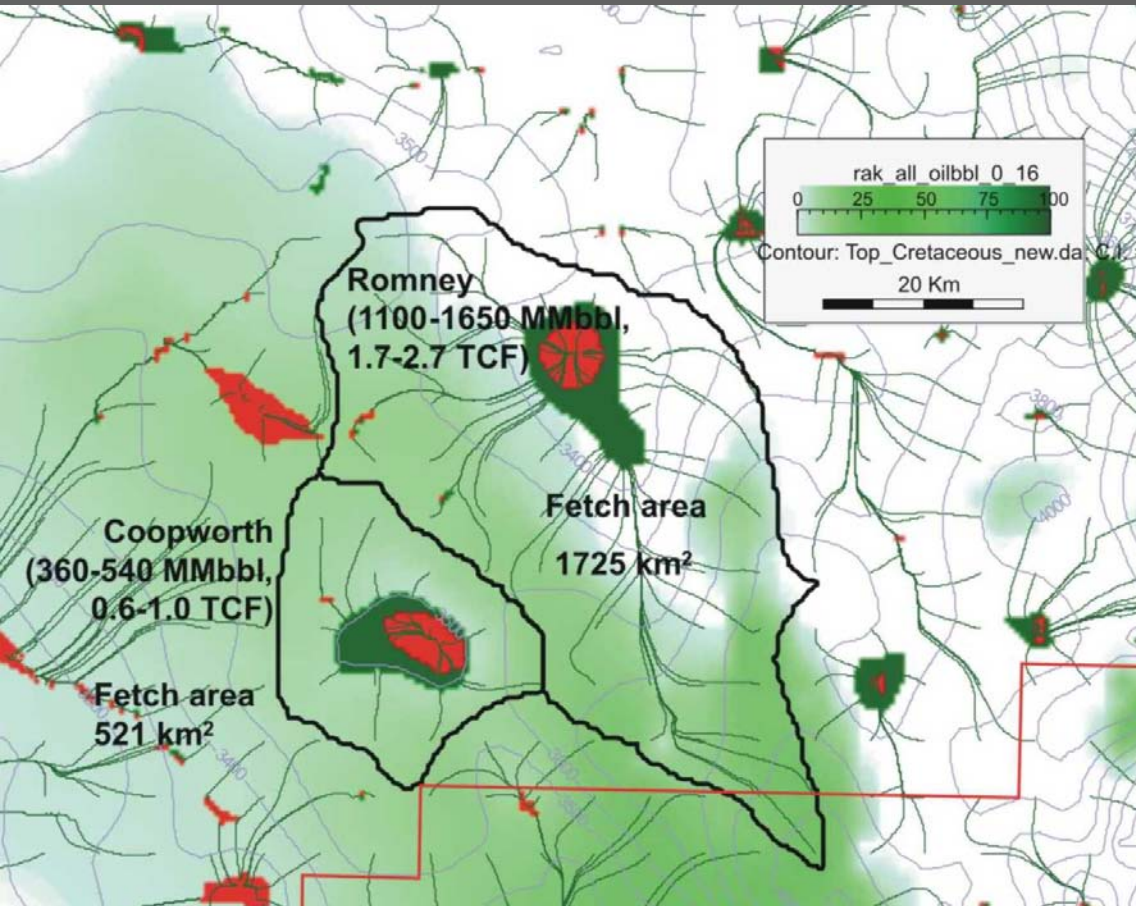 3500
rak_all_oilbbl_0_16
0 25 50 75 100
Contour: Top_Cretaceous_new.da; C.I.
20 Km
Romney
(1100-1650 MMbbl,
1.7-2.7 TCF)
3800
3400
Fetch area
1725 km²
4000
Coopworth
(360-540 MMbbl,
0.6-1.0 TCF)
Fetch area
521 km²
3400